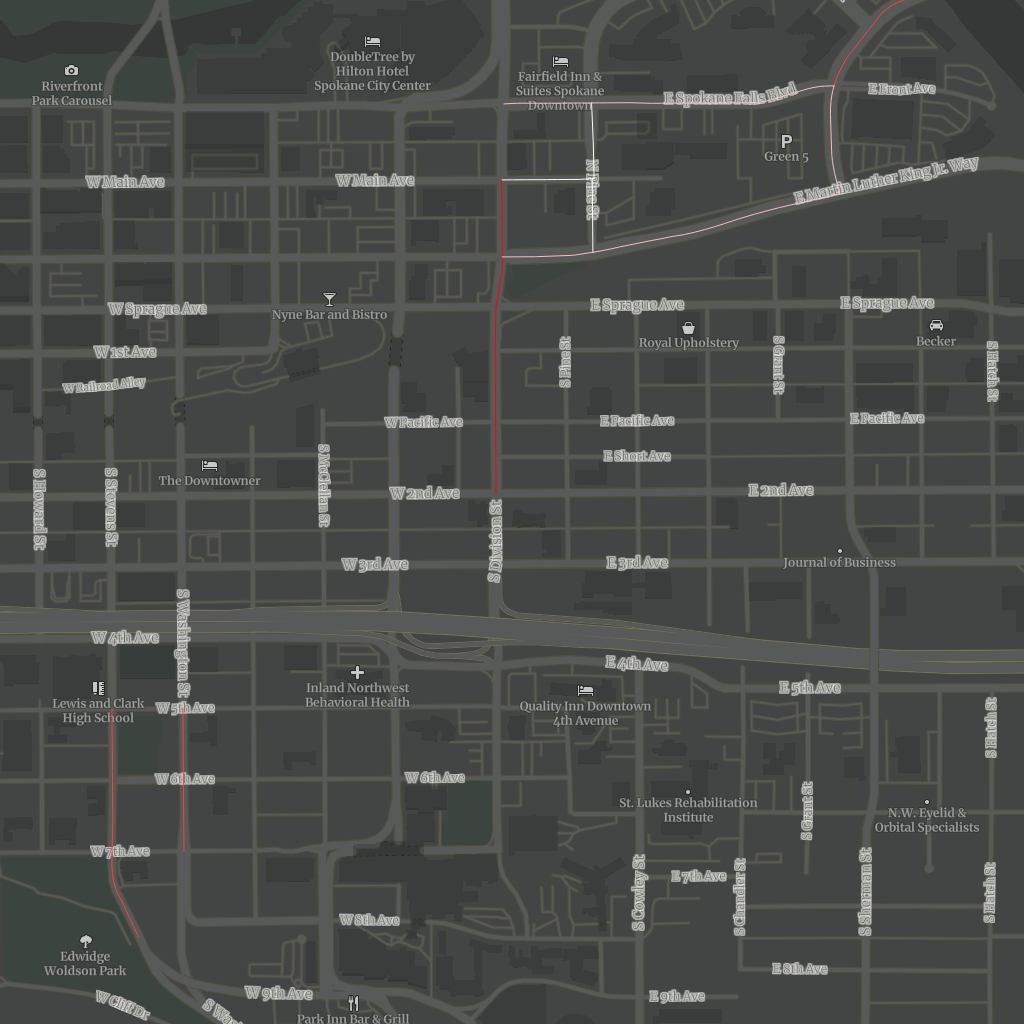 DoubleTree by
Hilton Hotel
Spokane City Center
Riverfront
Park Carousel
Fairfield Inn &
Suites Spokane
Downtown
E Spokane Falls Blvd
E Front Ave
Green 5
W Main Ave
W Main Ave
N Pine St
E Martin Luther King Jr. Way
W Sprague Ave
Nyne Bar and Bistro
E Sprague Ave
E Sprague Ave
W 1st Ave
S Pine St
Royal Upholstery
S Grant St
Becker
S Hatch St
W Railroad Alley
W Pacific Ave
E Pacific Ave
E Pacific Ave
E Short Ave
S Howard St
S Stevens St
The Downtowner
S McClellan St
W 2nd Ave
E 2nd Ave
S Division St
W 3rd Ave
E 3rd Ave
Journal of Business
S Washington St
W 4th Ave
E 4th Ave
Lewis and Clark
High School
W 5th Ave
Inland Northwest
Behavioral Health
Quality Inn Downtown
4th Avenue
E 5th Ave
S Hatch St
W 6th Ave
W 6th Ave
St. Lukes Rehabilitation
Institute
S Grant St
N.W. Eyelid &
Orbital Specialists
W 7th Ave
S Cowley St
E 7th Ave
S Chandler St
S Sherman St
S Hatch St
W 8th Ave
Edwidge
Woldson Park
E 8th Ave
W Cliff Dr
W 9th Ave
E 9th Ave
Park Inn Bar & Grill